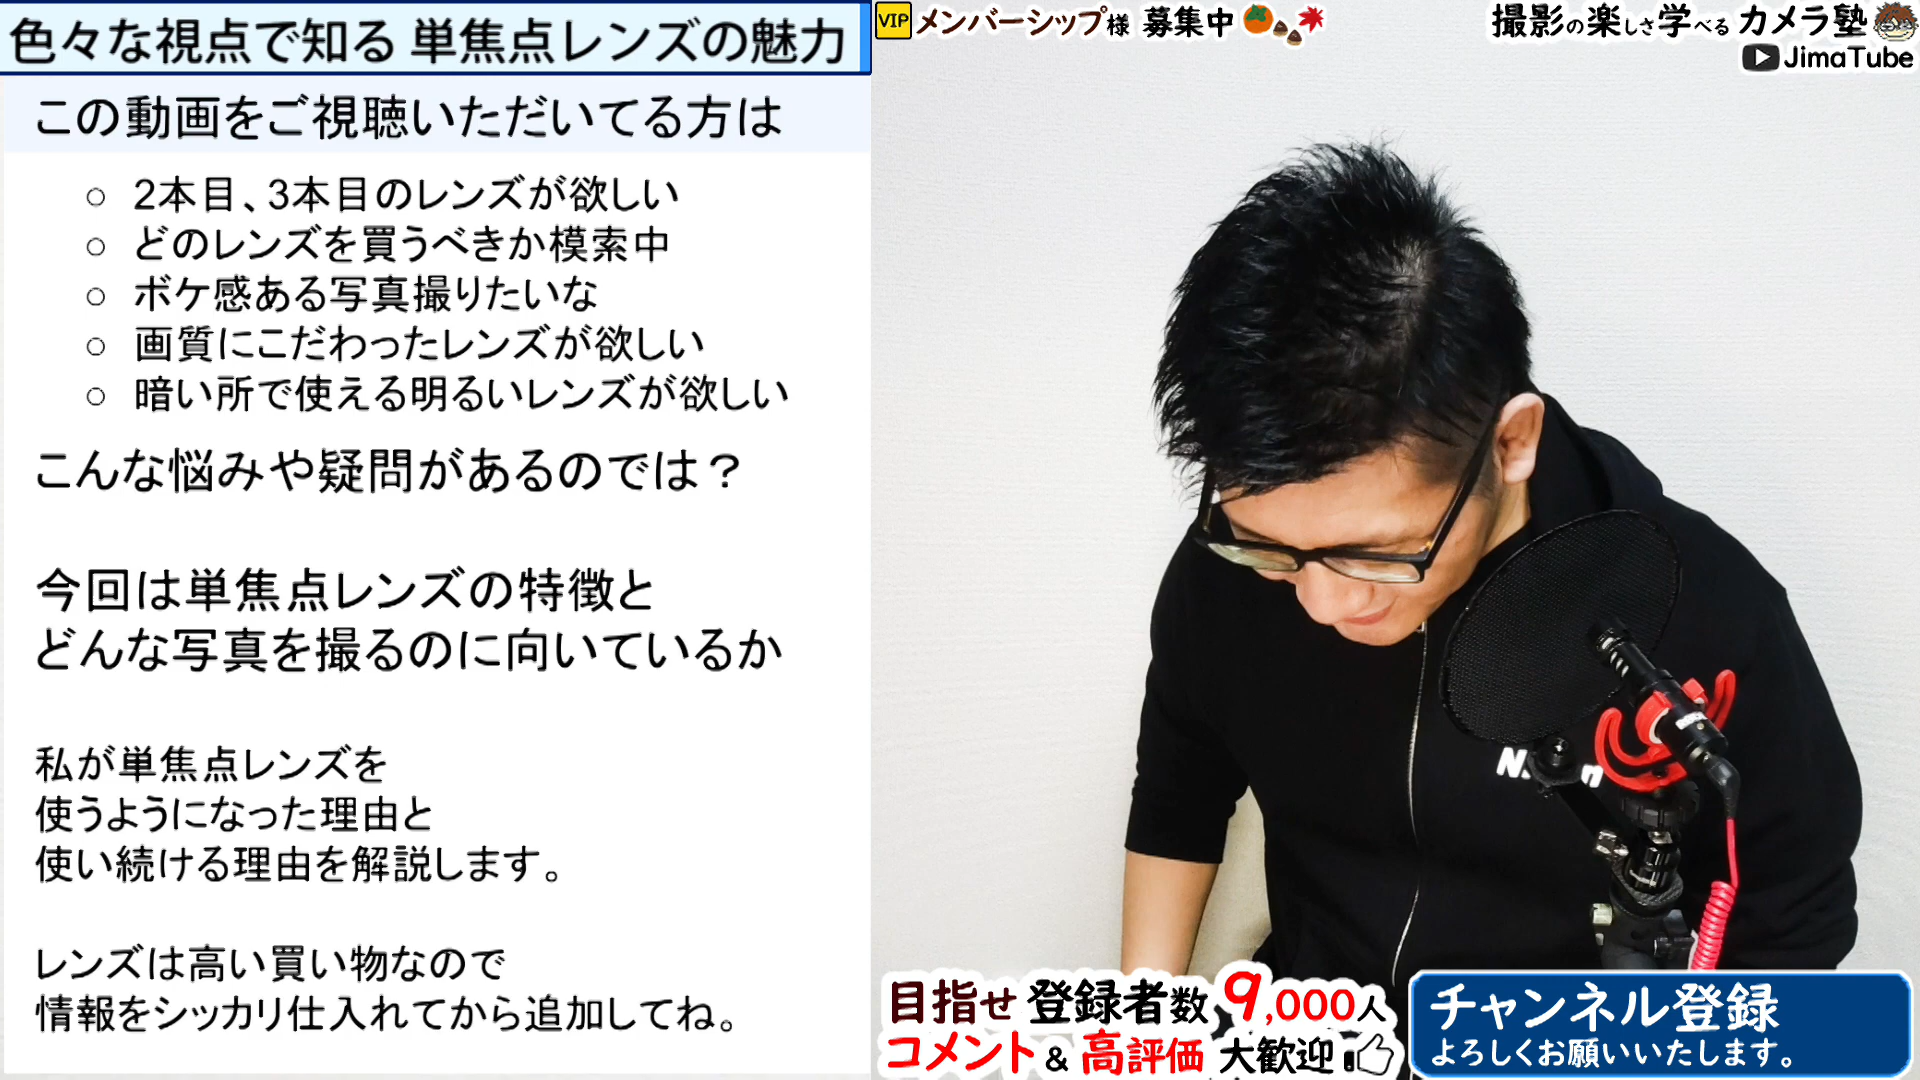 色々な視点で知る 単焦点レンズの魅力
この動画をご視聴いただいてる方は
○ 2本目、3本目のレンズが欲しい
○ どのレンズを買うべきか模索中
○ ボケ感ある写真撮りたいな
○ 画質にこだわったレンズが欲しい
○ 暗い所で使える明るいレンズが欲しい
こんな悩みや疑問があるのでは？
今回は単焦点レンズの特徴と
どんな写真を撮るのに向いているか
私が単焦点レンズを
使うようになった理由と
使い続ける理由を解説します。
レンズは高い買い物なので
情報をシッカリ仕入れてから追加してね。
VIP メンバーシップ様 募集中
撮影の楽しさ学べる カメラ塾
JimaTube
目指せ 登録者数 9,000人
コメント & 高評価 大歓迎
チャンネル登録
よろしくお願いいたします。